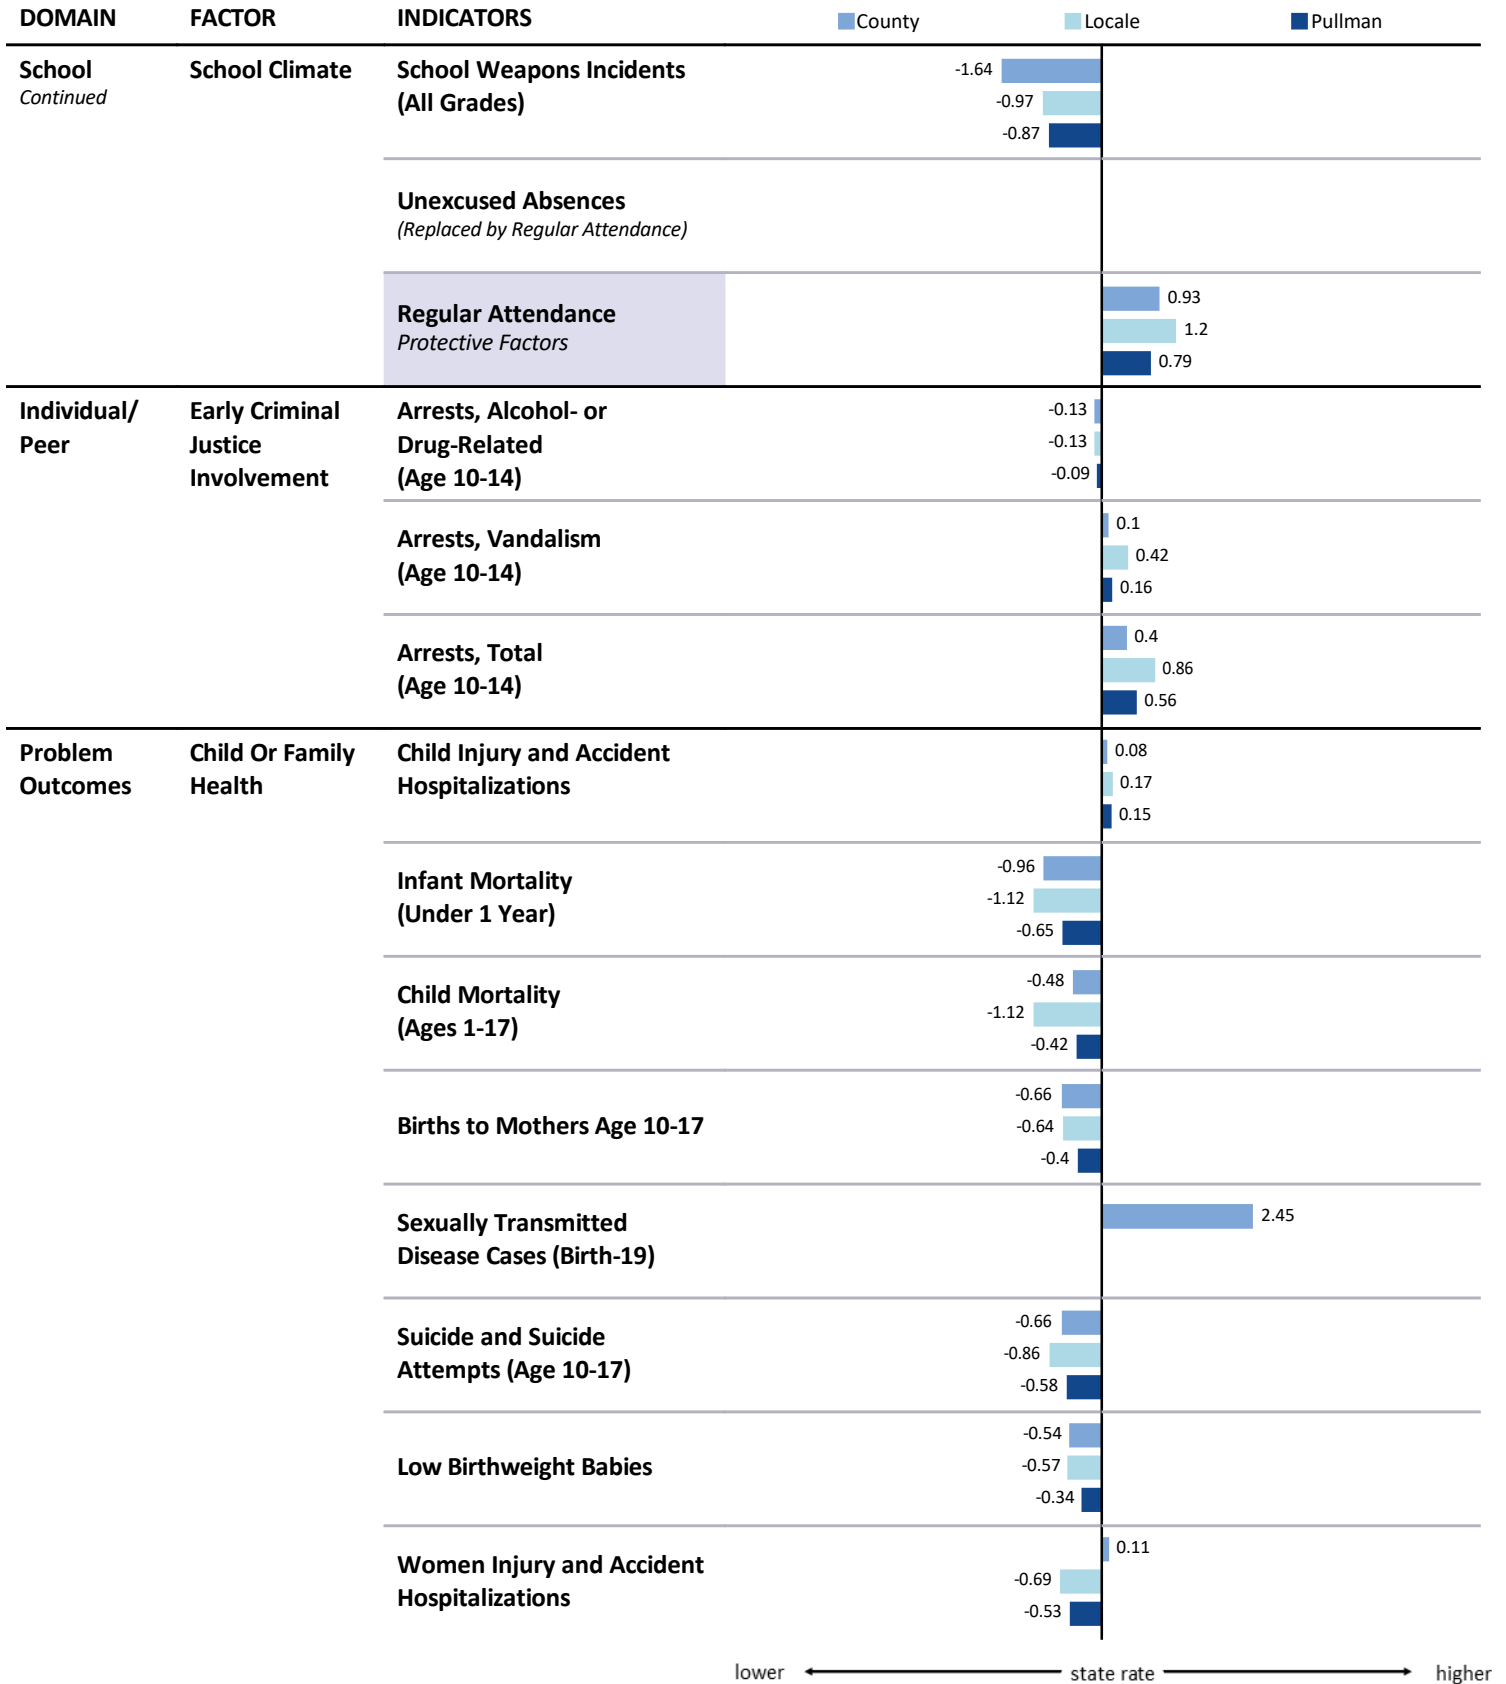 DOMAIN FACTOR INDICATORS County Locale Pullman
School School Climate School Weapons Incidents
Continued (All Grades)
-1.64
-0.97
-0.87
Unexcused Absences
(Replaced by Regular Attendance)
Regular Attendance
Protective Factors
0.93
1.2
0.79
Individual/ Early Criminal Arrests, Alcohol- or
Peer Justice Drug-Related
Involvement (Age 10-14)
-0.13
-0.13
-0.09
Arrests, Vandalism
(Age 10-14)
0.1
0.42
0.16
Arrests, Total
(Age 10-14)
0.4
0.86
0.56
Problem Child Or Family Child Injury and Accident
Outcomes Health Hospitalizations
0.08
0.17
0.15
Infant Mortality
(Under 1 Year)
-0.96
-1.12
-0.65
Child Mortality
(Ages 1-17)
-0.48
-1.12
-0.42
Births to Mothers Age 10-17
-0.66
-0.64
-0.4
Sexually Transmitted
Disease Cases (Birth-19)
2.45
Suicide and Suicide
Attempts (Age 10-17)
-0.66
-0.86
-0.58
Low Birthweight Babies
-0.54
-0.57
-0.34
Women Injury and Accident
Hospitalizations
0.11
-0.69
-0.53
lower state rate higher